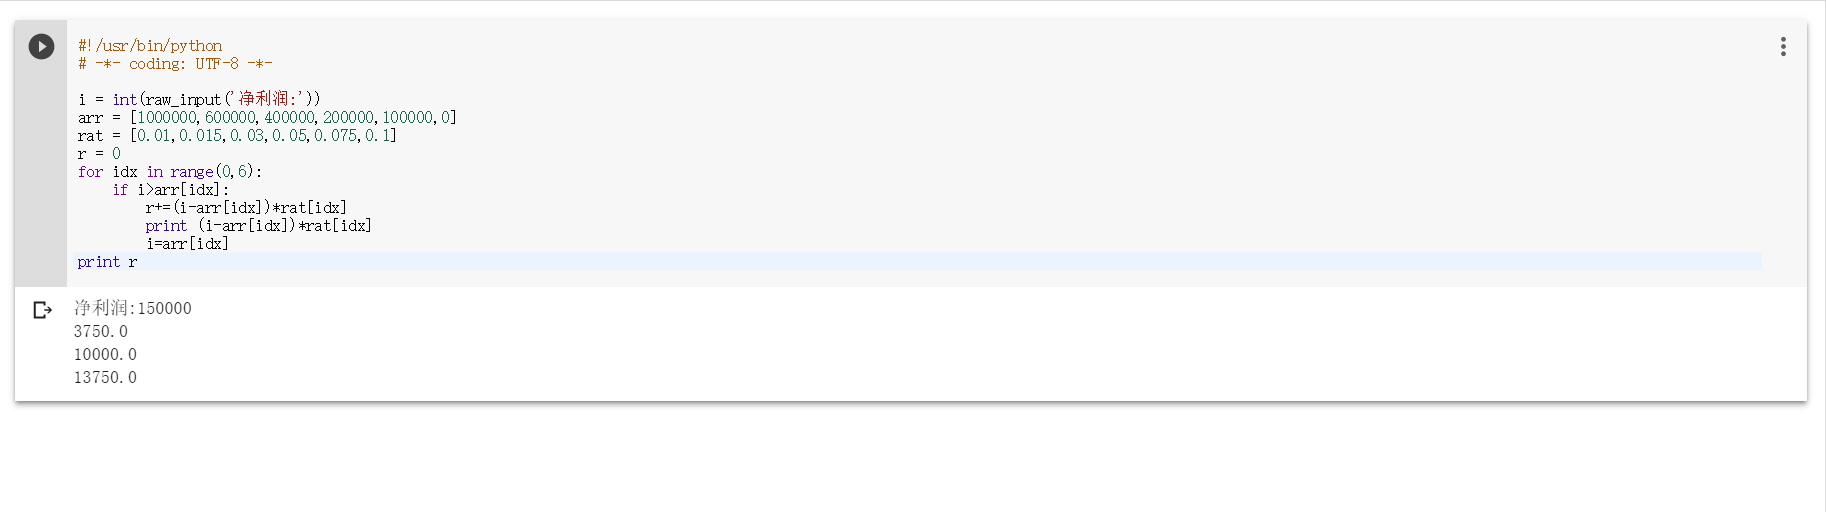 #!/usr/bin/python
# -*- coding: UTF-8 -*-
i = int(raw_input('净利润:'))
arr = [1000000,600000,400000,200000,100000,0]
rat = [0.01,0.015,0.03,0.05,0.075,0.1]
r = 0
for idx in range(0,6):
    if i>arr[idx]:
        r+=(i-arr[idx])*rat[idx]
        print (i-arr[idx])*rat[idx]
        i=arr[idx]
print r
净利润:150000
3750.0
10000.0
13750.0